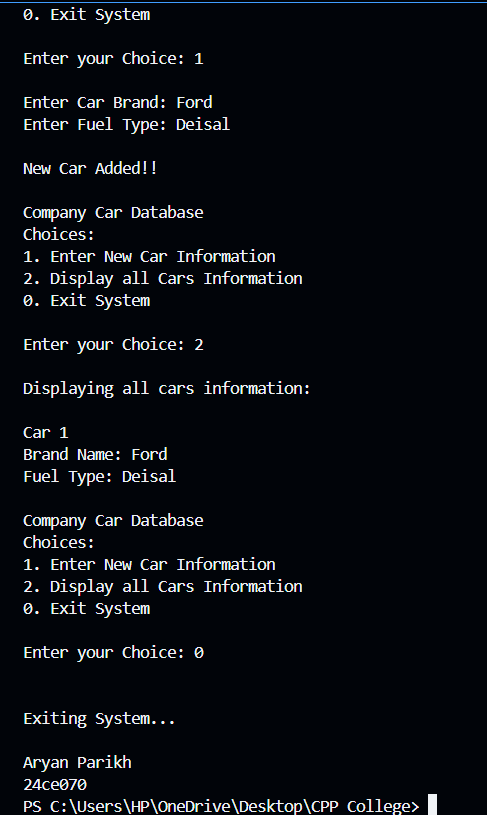 0. Exit System
Enter your Choice: 1
Enter Car Brand: Ford
Enter Fuel Type: Deisal
New Car Added!!
Company Car Database
Choices:
1. Enter New Car Information
2. Display all Cars Information
0. Exit System
Enter your Choice: 2
Displaying all cars information:
Car 1
Brand Name: Ford
Fuel Type: Deisal
Company Car Database
Choices:
1. Enter New Car Information
2. Display all Cars Information
0. Exit System
Enter your Choice: 0
Exiting System...
Aryan Parikh
24ce070
PS C:\Users\HP\OneDrive\Desktop\CPP College>